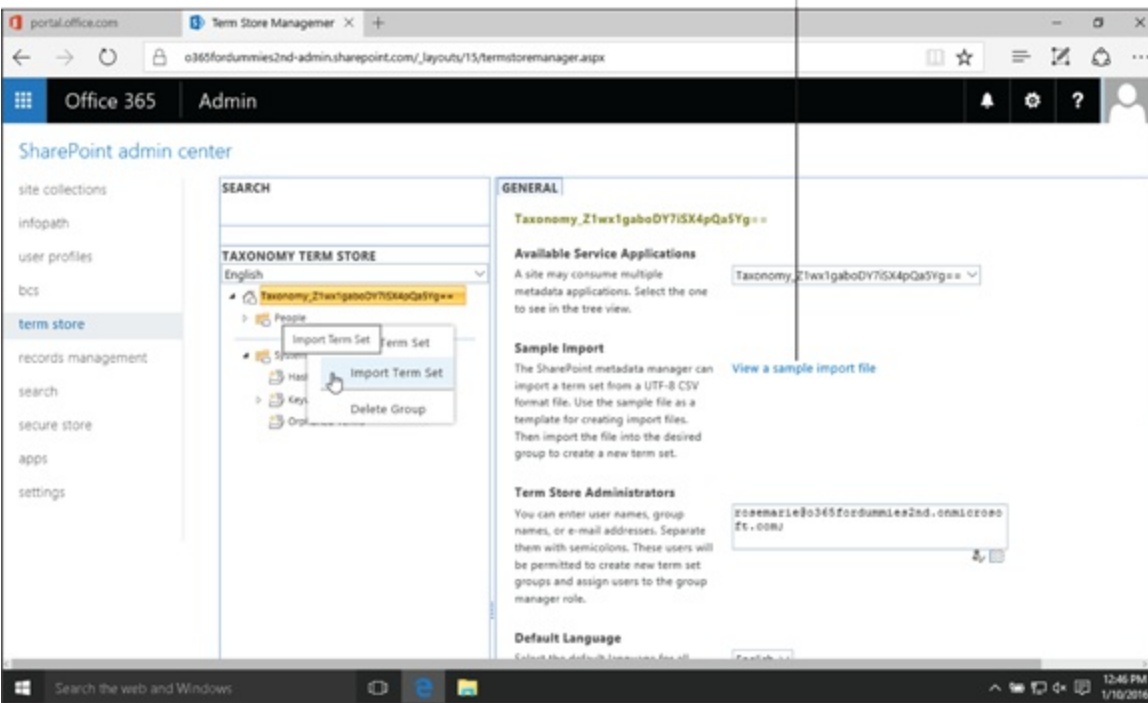 portal.office.com
Term Store Managemer
o365fordummies2nd-admin.sharepoint.com/_layouts/15/termstoremanager.aspx
Office 365
Admin
?
SharePoint admin center
site collections
infopath
user profiles
bcs
term store
records management
search
secure store
apps
settings
SEARCH
TAXONOMY TERM STORE
English
Taxonomy_Z1wx1gaboDY7iSX4pQa5Yg==
People
Import Term Set
Term Set
System
Import Term Set
Delete Group
GENERAL
Taxonomy_Z1wx1gaboDY7iSX4pQa5Yg==
Available Service Applications
A site may consume multiple
metadata applications. Select the one
to see in the tree view.
Taxonomy_Z1wx1gaboDY7iSX4pQa5Yg==
Sample Import
The SharePoint metadata manager can
import a term set from a UTF-8 CSV
format file. Use the sample file as a
template for creating import files.
Then import the file into the desired
group to create a new term set.
View a sample import file
Term Store Administrators
You can enter user names, group
names, or e-mail addresses. Separate
them with semicolons. These users will
be permitted to create new term set
groups and assign users to the group
manager role.
rosemarie@o365fordummies2nd.onmicroso
ft.com;
Default Language
Select the default language for all
English
Search the web and Windows
12:46 PM
1/10/2016